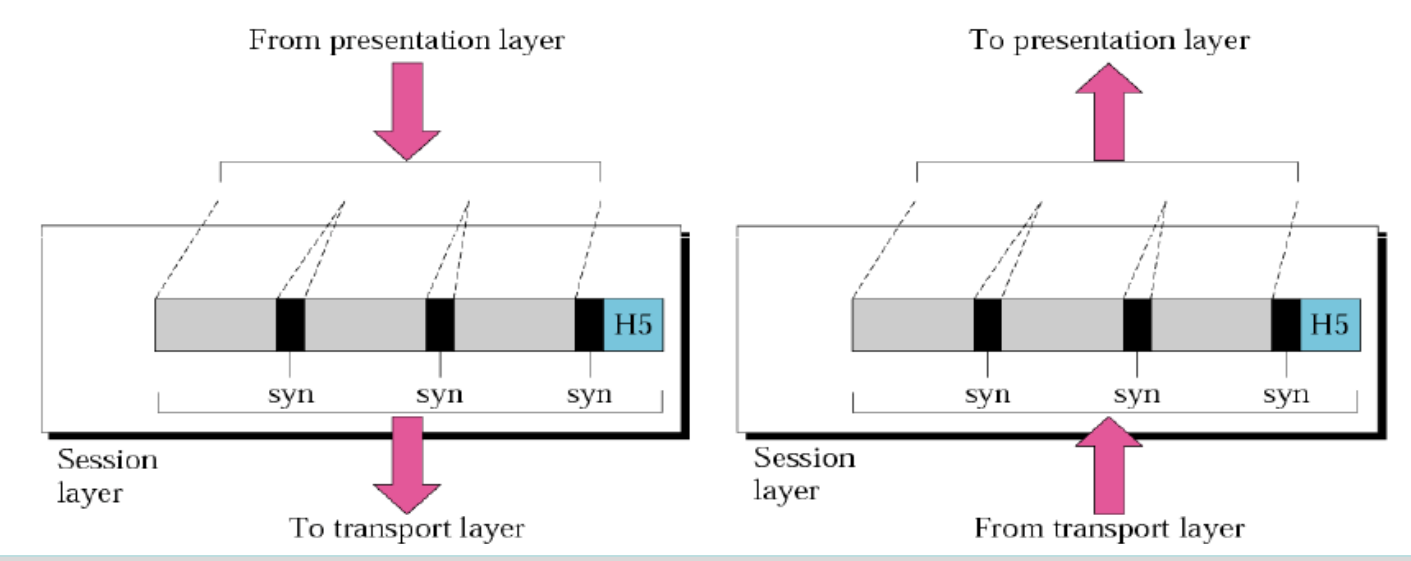 From presentation layer
H5
syn syn syn
Session
layer
To transport layer
To presentation layer
H5
syn syn syn
Session
layer
From transport layer